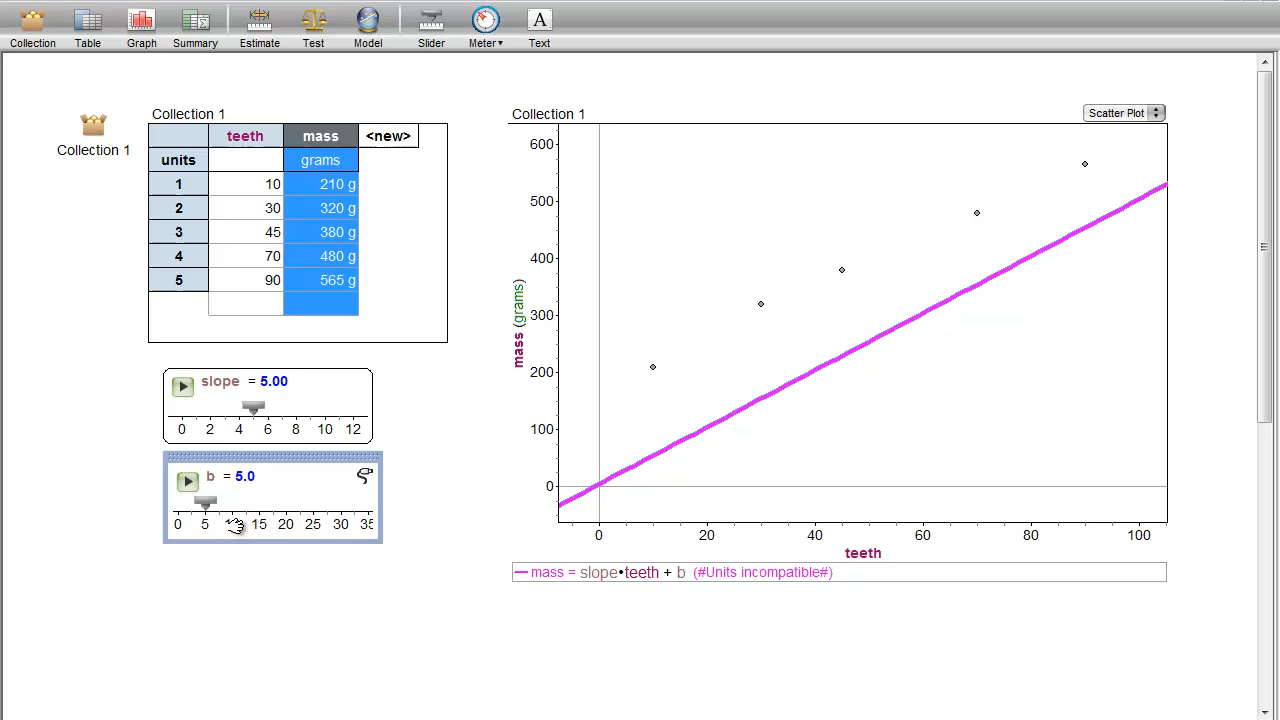 Collection Table Graph Summary Estimate Test Model Slider Meter▾ A Text
Collection 1
Collection 1
teeth mass <new>
units grams
1 10 210 g
2 30 320 g
3 45 380 g
4 70 480 g
5 90 565 g
slope = 5.00
0 2 4 6 8 10 12
b = 5.0
0 5 10 15 20 25 30 35
Collection 1 Scatter Plot
600
500
400
300
200
100
0
mass (grams)
0 20 40 60 80 100
teeth
mass = slope•teeth + b (#Units incompatible#)